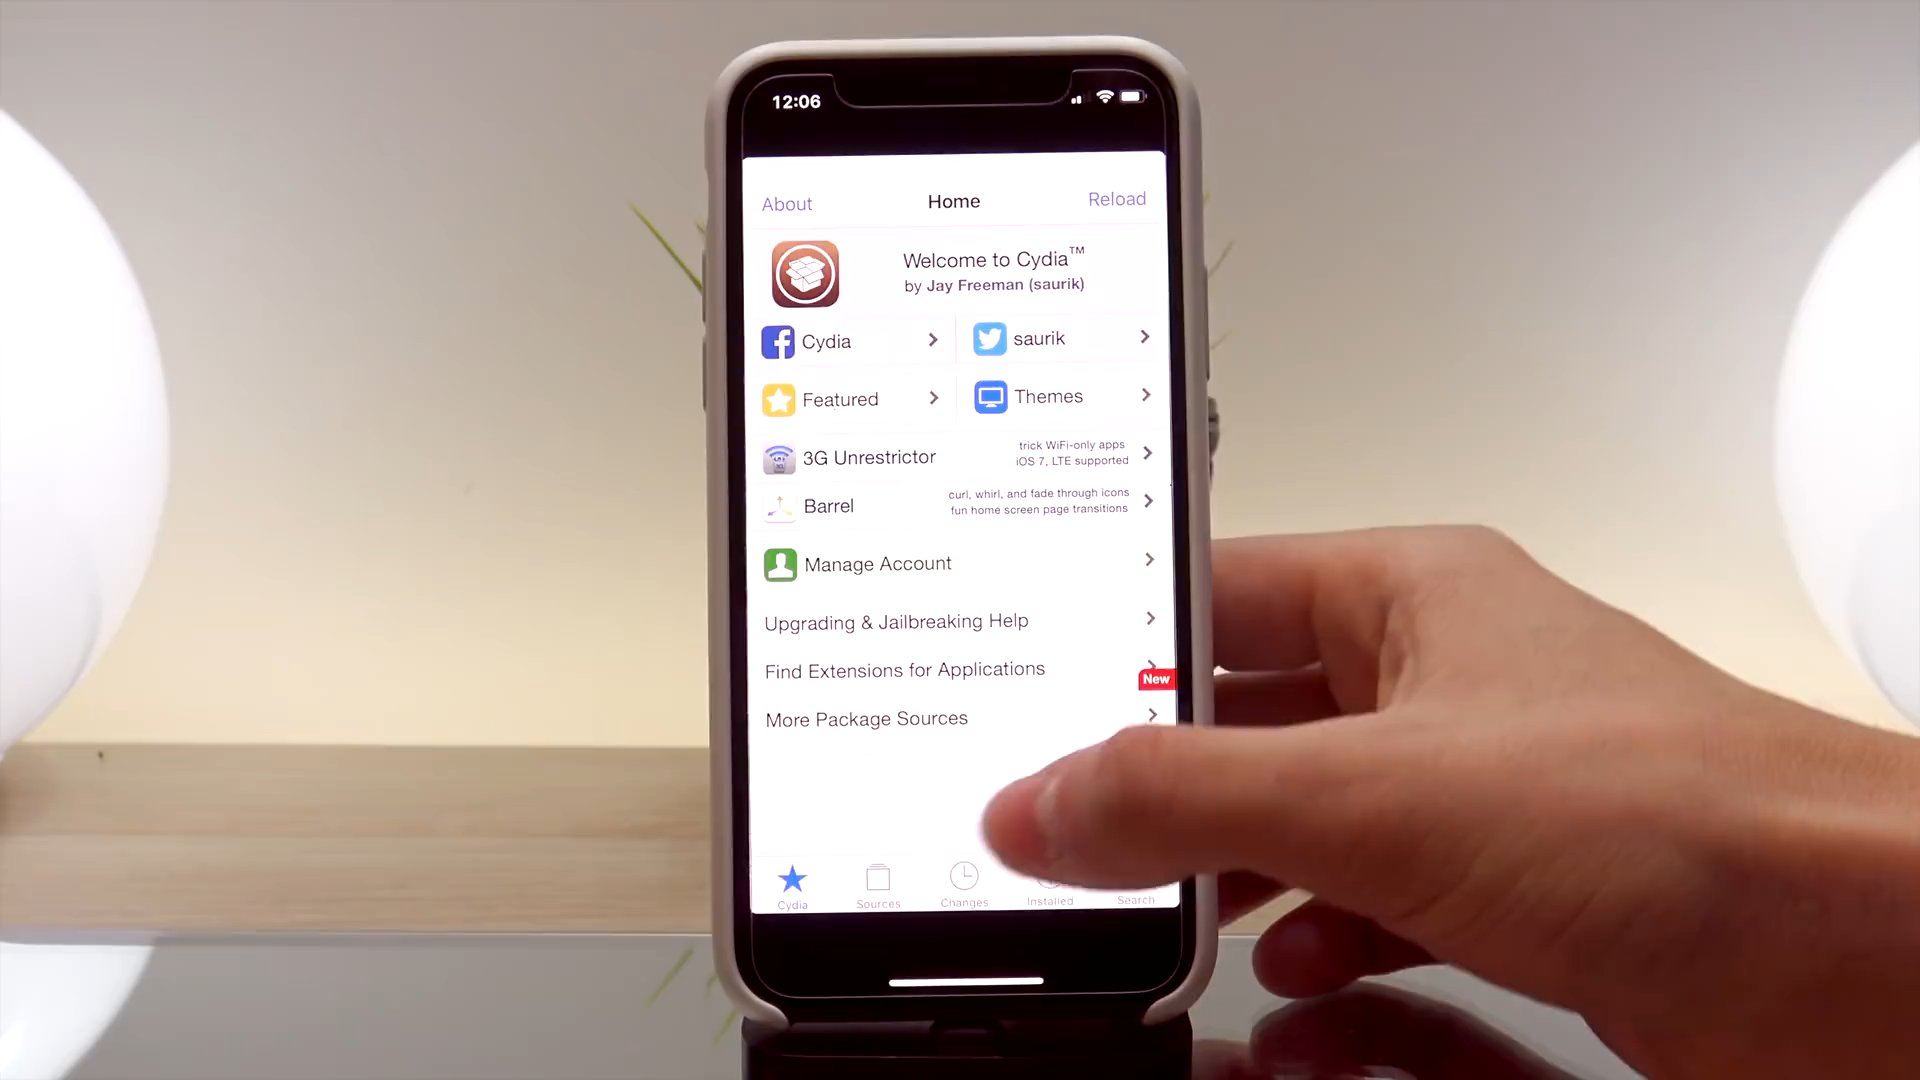 12:06
About
Home
Reload
Welcome to Cydia™
by Jay Freeman (saurik)
Cydia
saurik
Featured
Themes
3G Unrestrictor
trick WiFi-only apps
iOS 7, LTE supported
Barrel
curl, whirl, and fade through icons
fun home screen page transitions
Manage Account
Upgrading & Jailbreaking Help
Find Extensions for Applications
New
More Package Sources
Cydia
Sources
Changes
Installed
Search